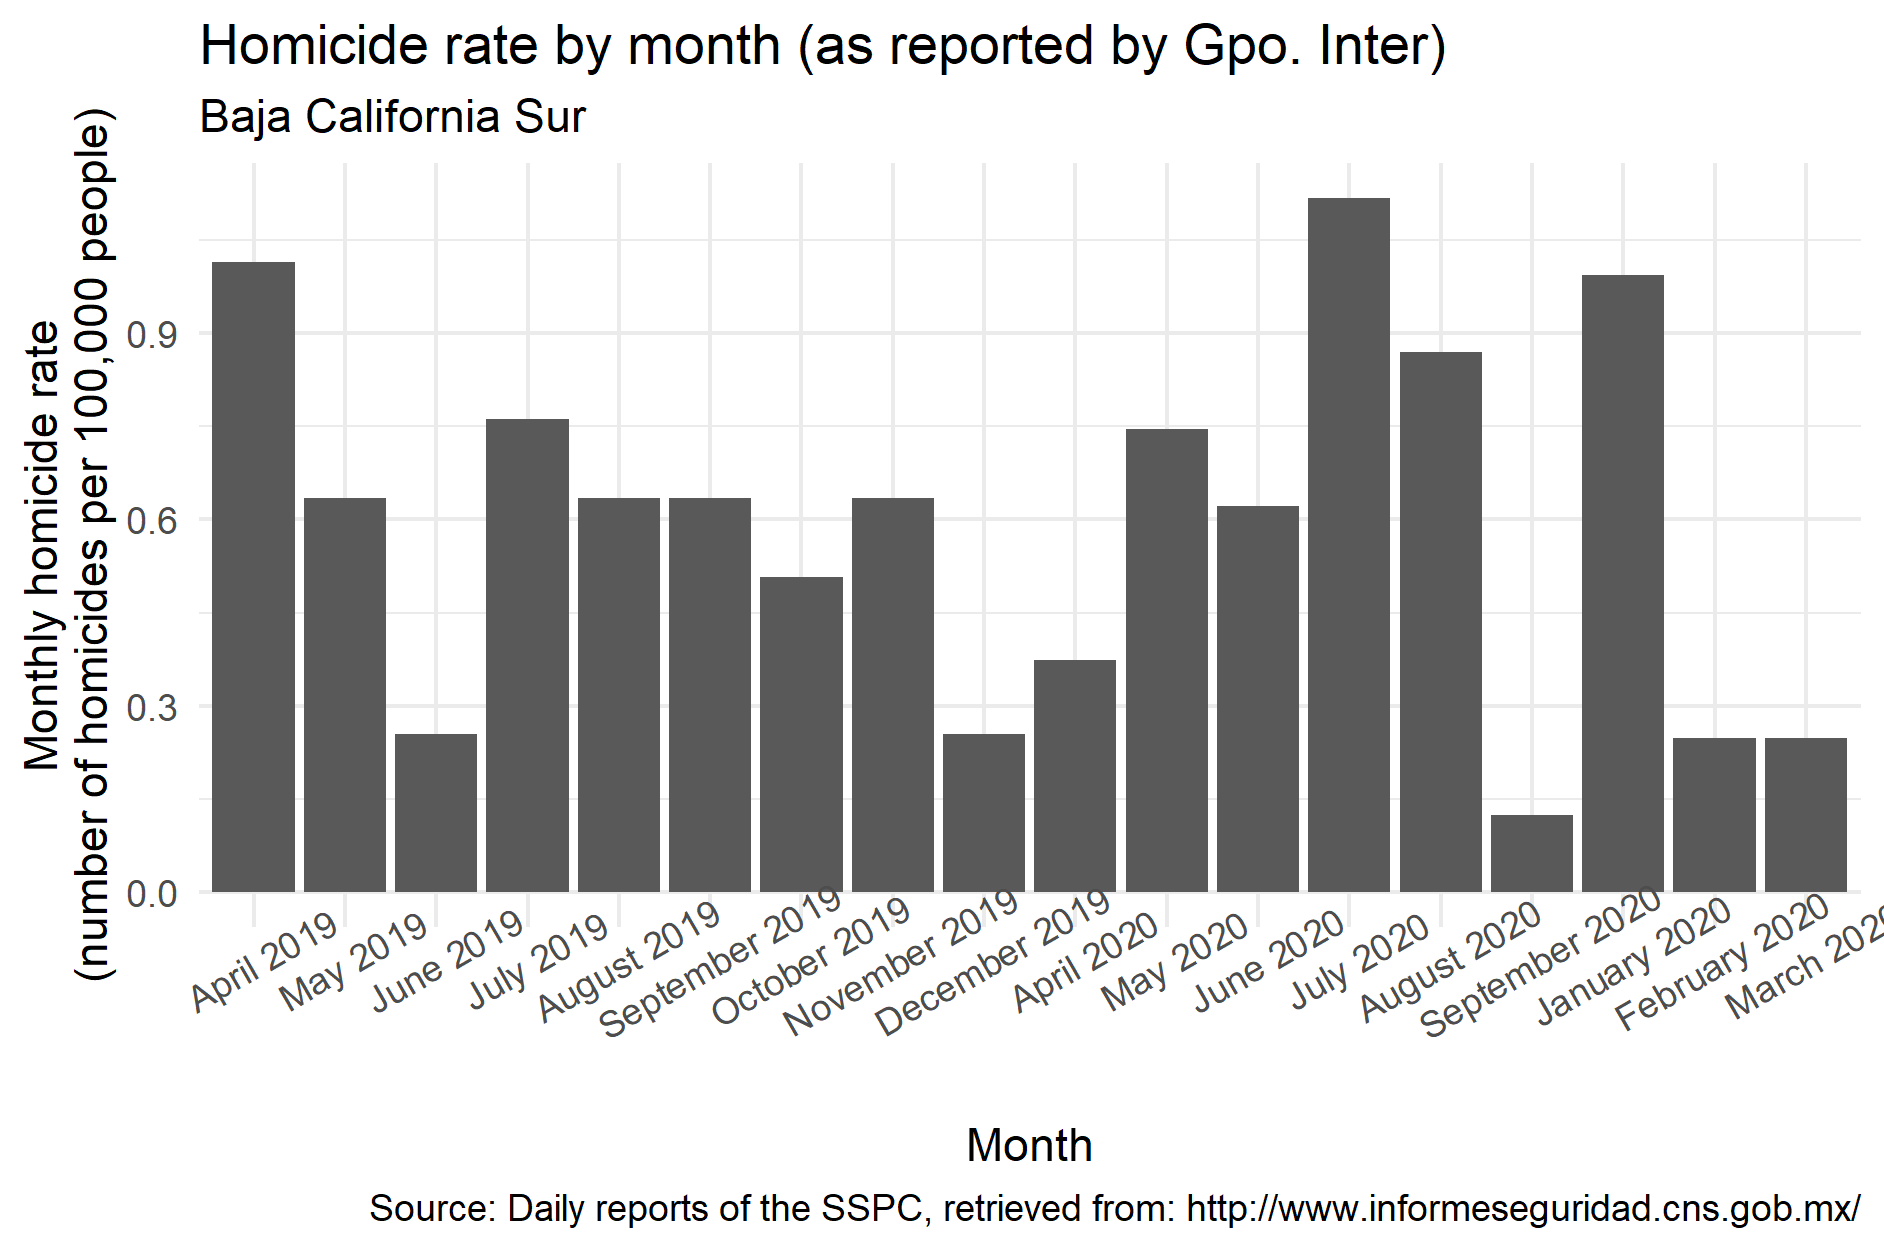 Homicide rate by month (as reported by Gpo. Inter)
Baja California Sur
Monthly homicide rate
(number of homicides per 100,000 people)
0.9
0.6
0.3
0.0
April 2019
May 2019
June 2019
July 2019
August 2019
September 2019
October 2019
November 2019
December 2019
April 2020
May 2020
June 2020
July 2020
August 2020
September 2020
January 2020
February 2020
March 2020
Month
Source: Daily reports of the SSPC, retrieved from: http://www.informeseguridad.cns.gob.mx/